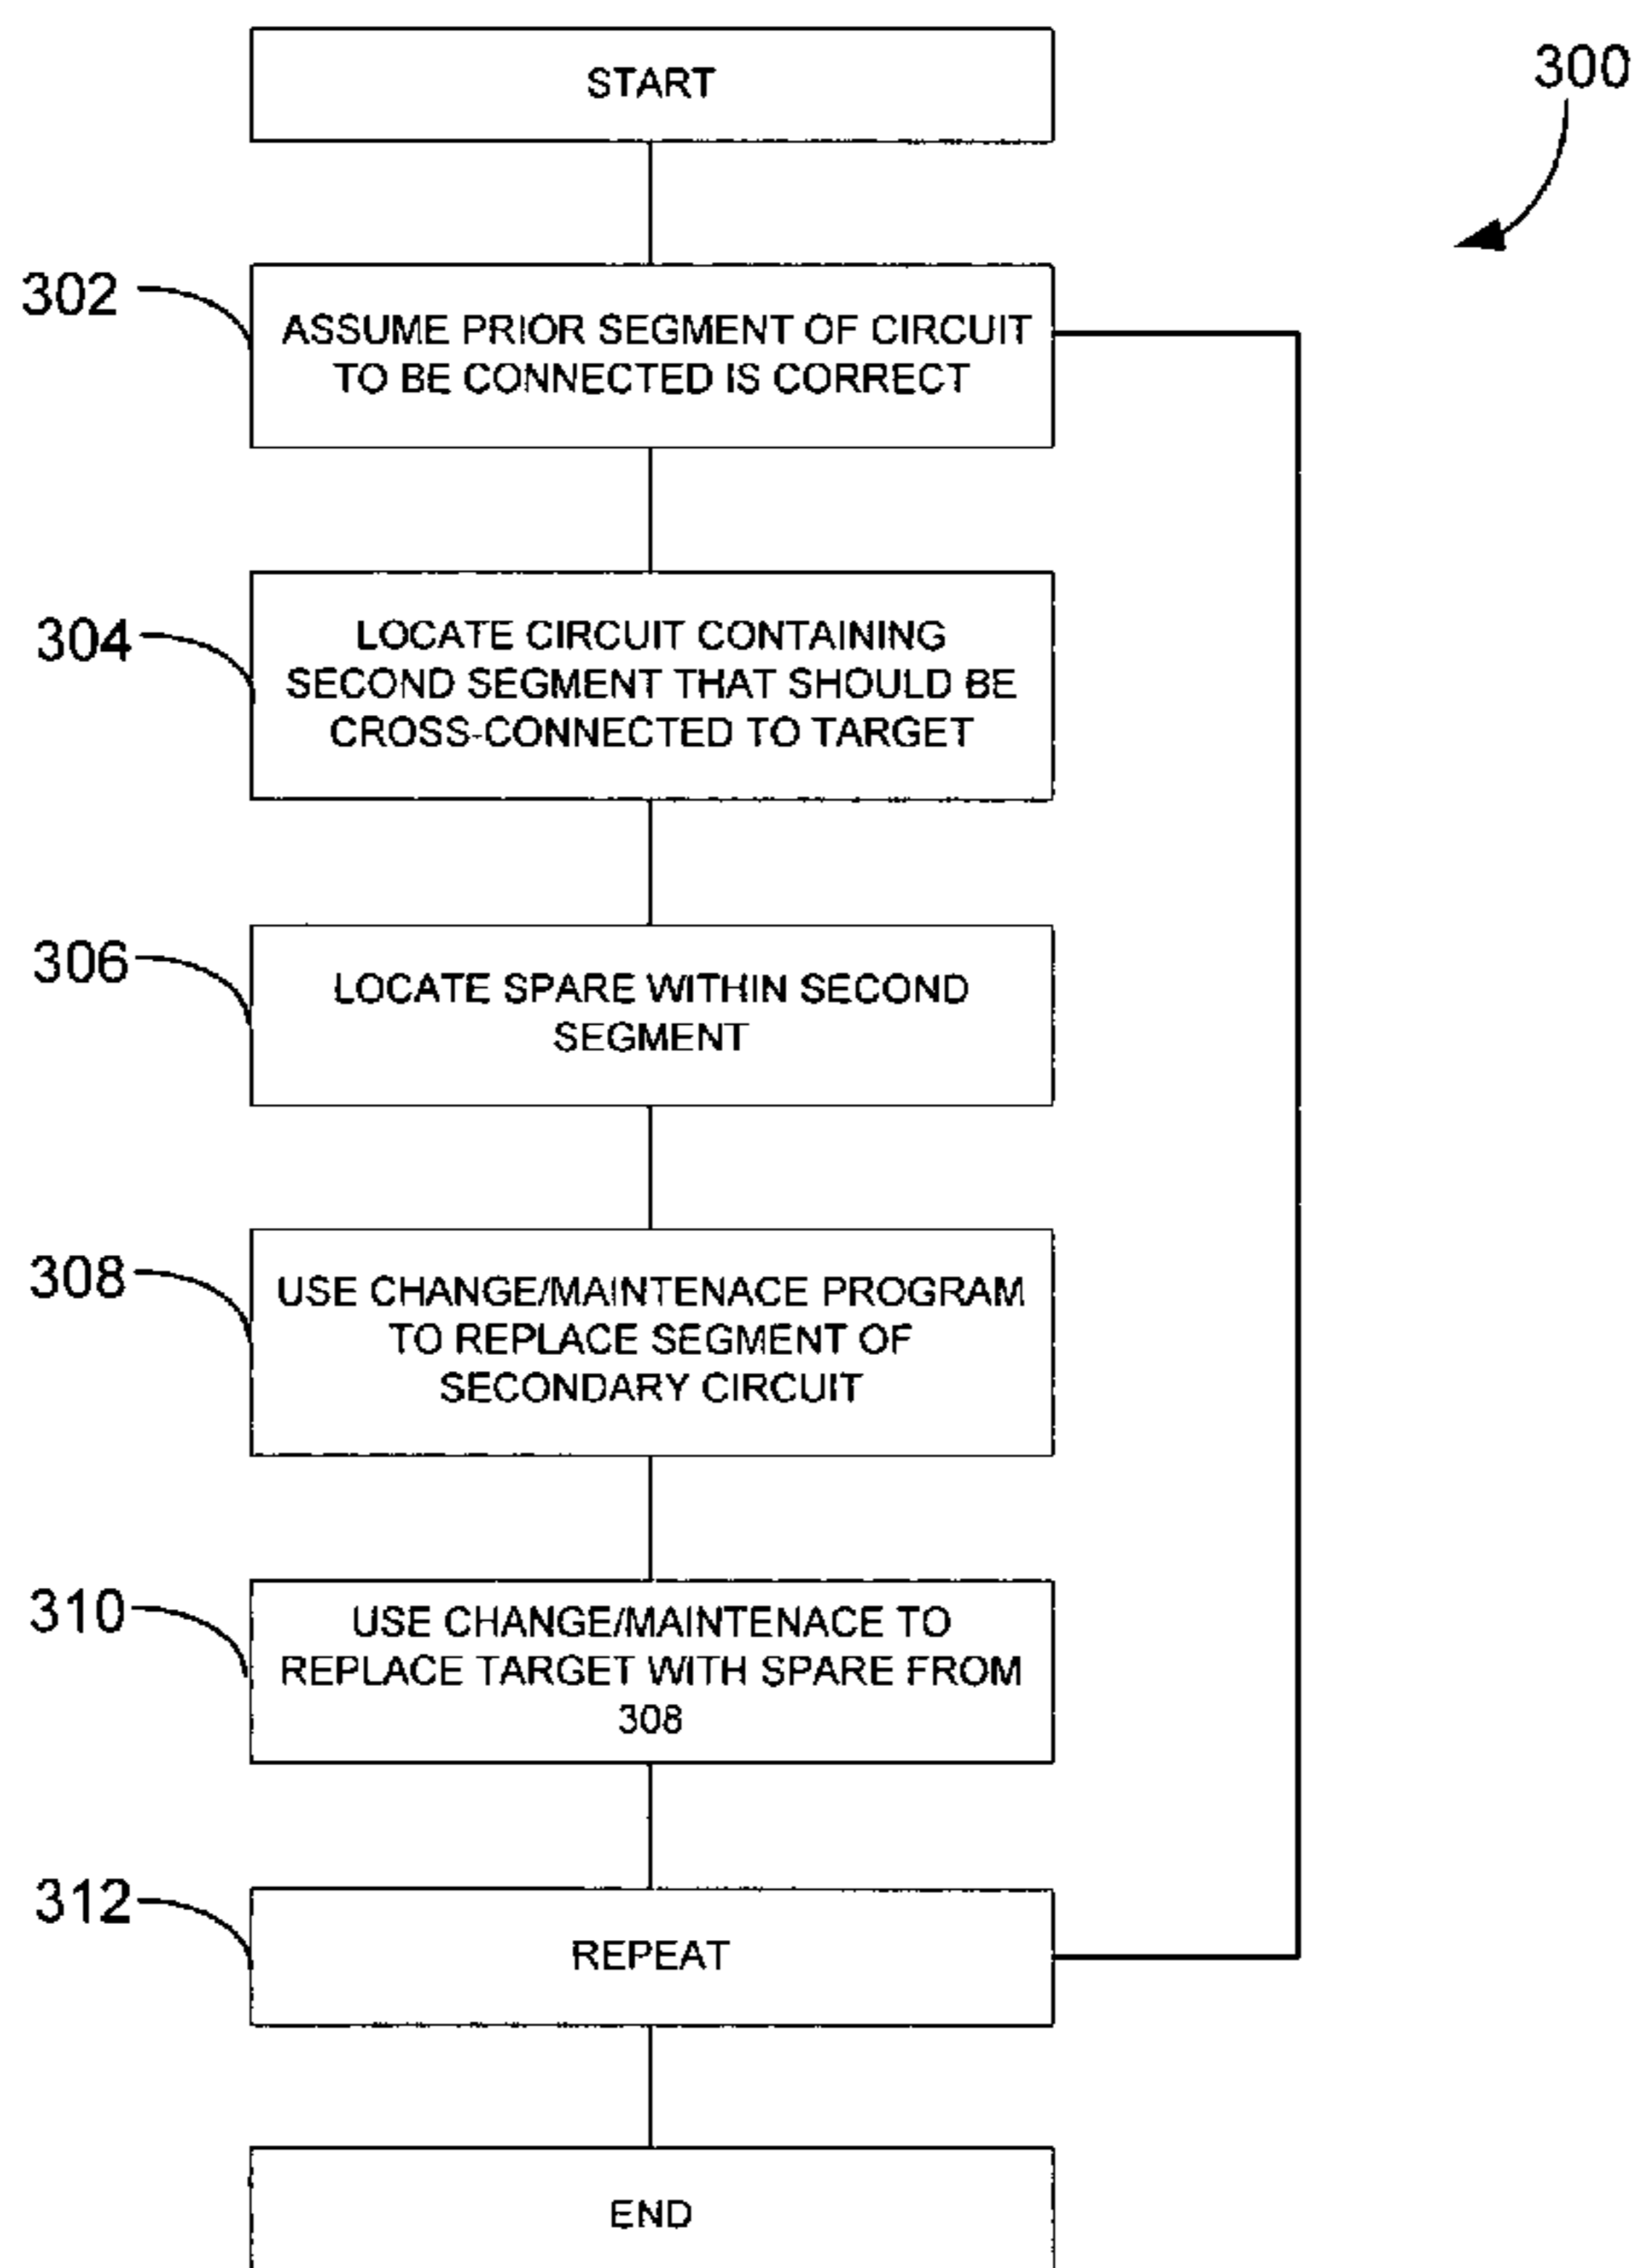 START
300
302
ASSUME PRIOR SEGMENT OF CIRCUIT
TO BE CONNECTED IS CORRECT
304
LOCATE CIRCUIT CONTAINING
SECOND SEGMENT THAT SHOULD BE
CROSS-CONNECTED TO TARGET
306
LOCATE SPARE WITHIN SECOND
SEGMENT
308
USE CHANGE/MAINTENACE PROGRAM
TO REPLACE SEGMENT OF
SECONDARY CIRCUIT
310
USE CHANGE/MAINTENACE TO
REPLACE TARGET WITH SPARE FROM
308
312
REPEAT
END